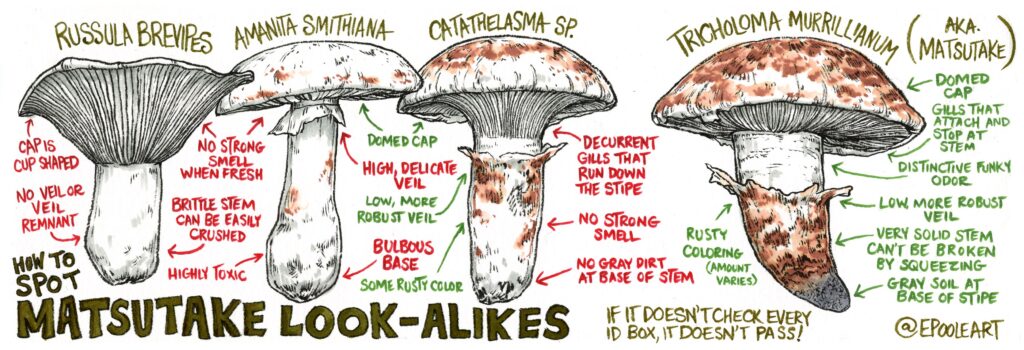 RUSSULA BREVIPES
AMANITA SMITHIANA
CATATHELASMA SP.
TRICHOLOMA MURRILLIANUM
(AKA
MATSUTAKE)
CAP IS
CUP SHAPED
NO VEIL OR
VEIL
REMNANT
NO STRONG
SMELL
WHEN FRESH
BRITTLE STEM
CAN BE EASILY
CRUSHED
HIGHLY TOXIC
DOMED CAP
HIGH, DELICATE
VEIL
LOW, MORE
ROBUST VEIL
BULBOUS
BASE
SOME RUSTY COLOR
DECURRENT
GILLS THAT
RUN DOWN
THE STIPE
NO STRONG
SMELL
NO GRAY DIRT
AT BASE OF STEM
RUSTY
COLORING
(AMOUNT
VARIES)
DOMED
CAP
GILLS THAT
ATTACH AND
STOP AT
STEM
DISTINCTIVE FUNKY
ODOR
LOW, MORE ROBUST
VEIL
VERY SOLID STEM
CAN'T BE BROKEN
BY SQUEEZING
GRAY SOIL AT
BASE OF STIPE
HOW TO
SPOT
MATSUTAKE LOOK-ALIKES
IF IT DOESN'T CHECK EVERY
ID BOX, IT DOESN'T PASS!
@EPOOLEART